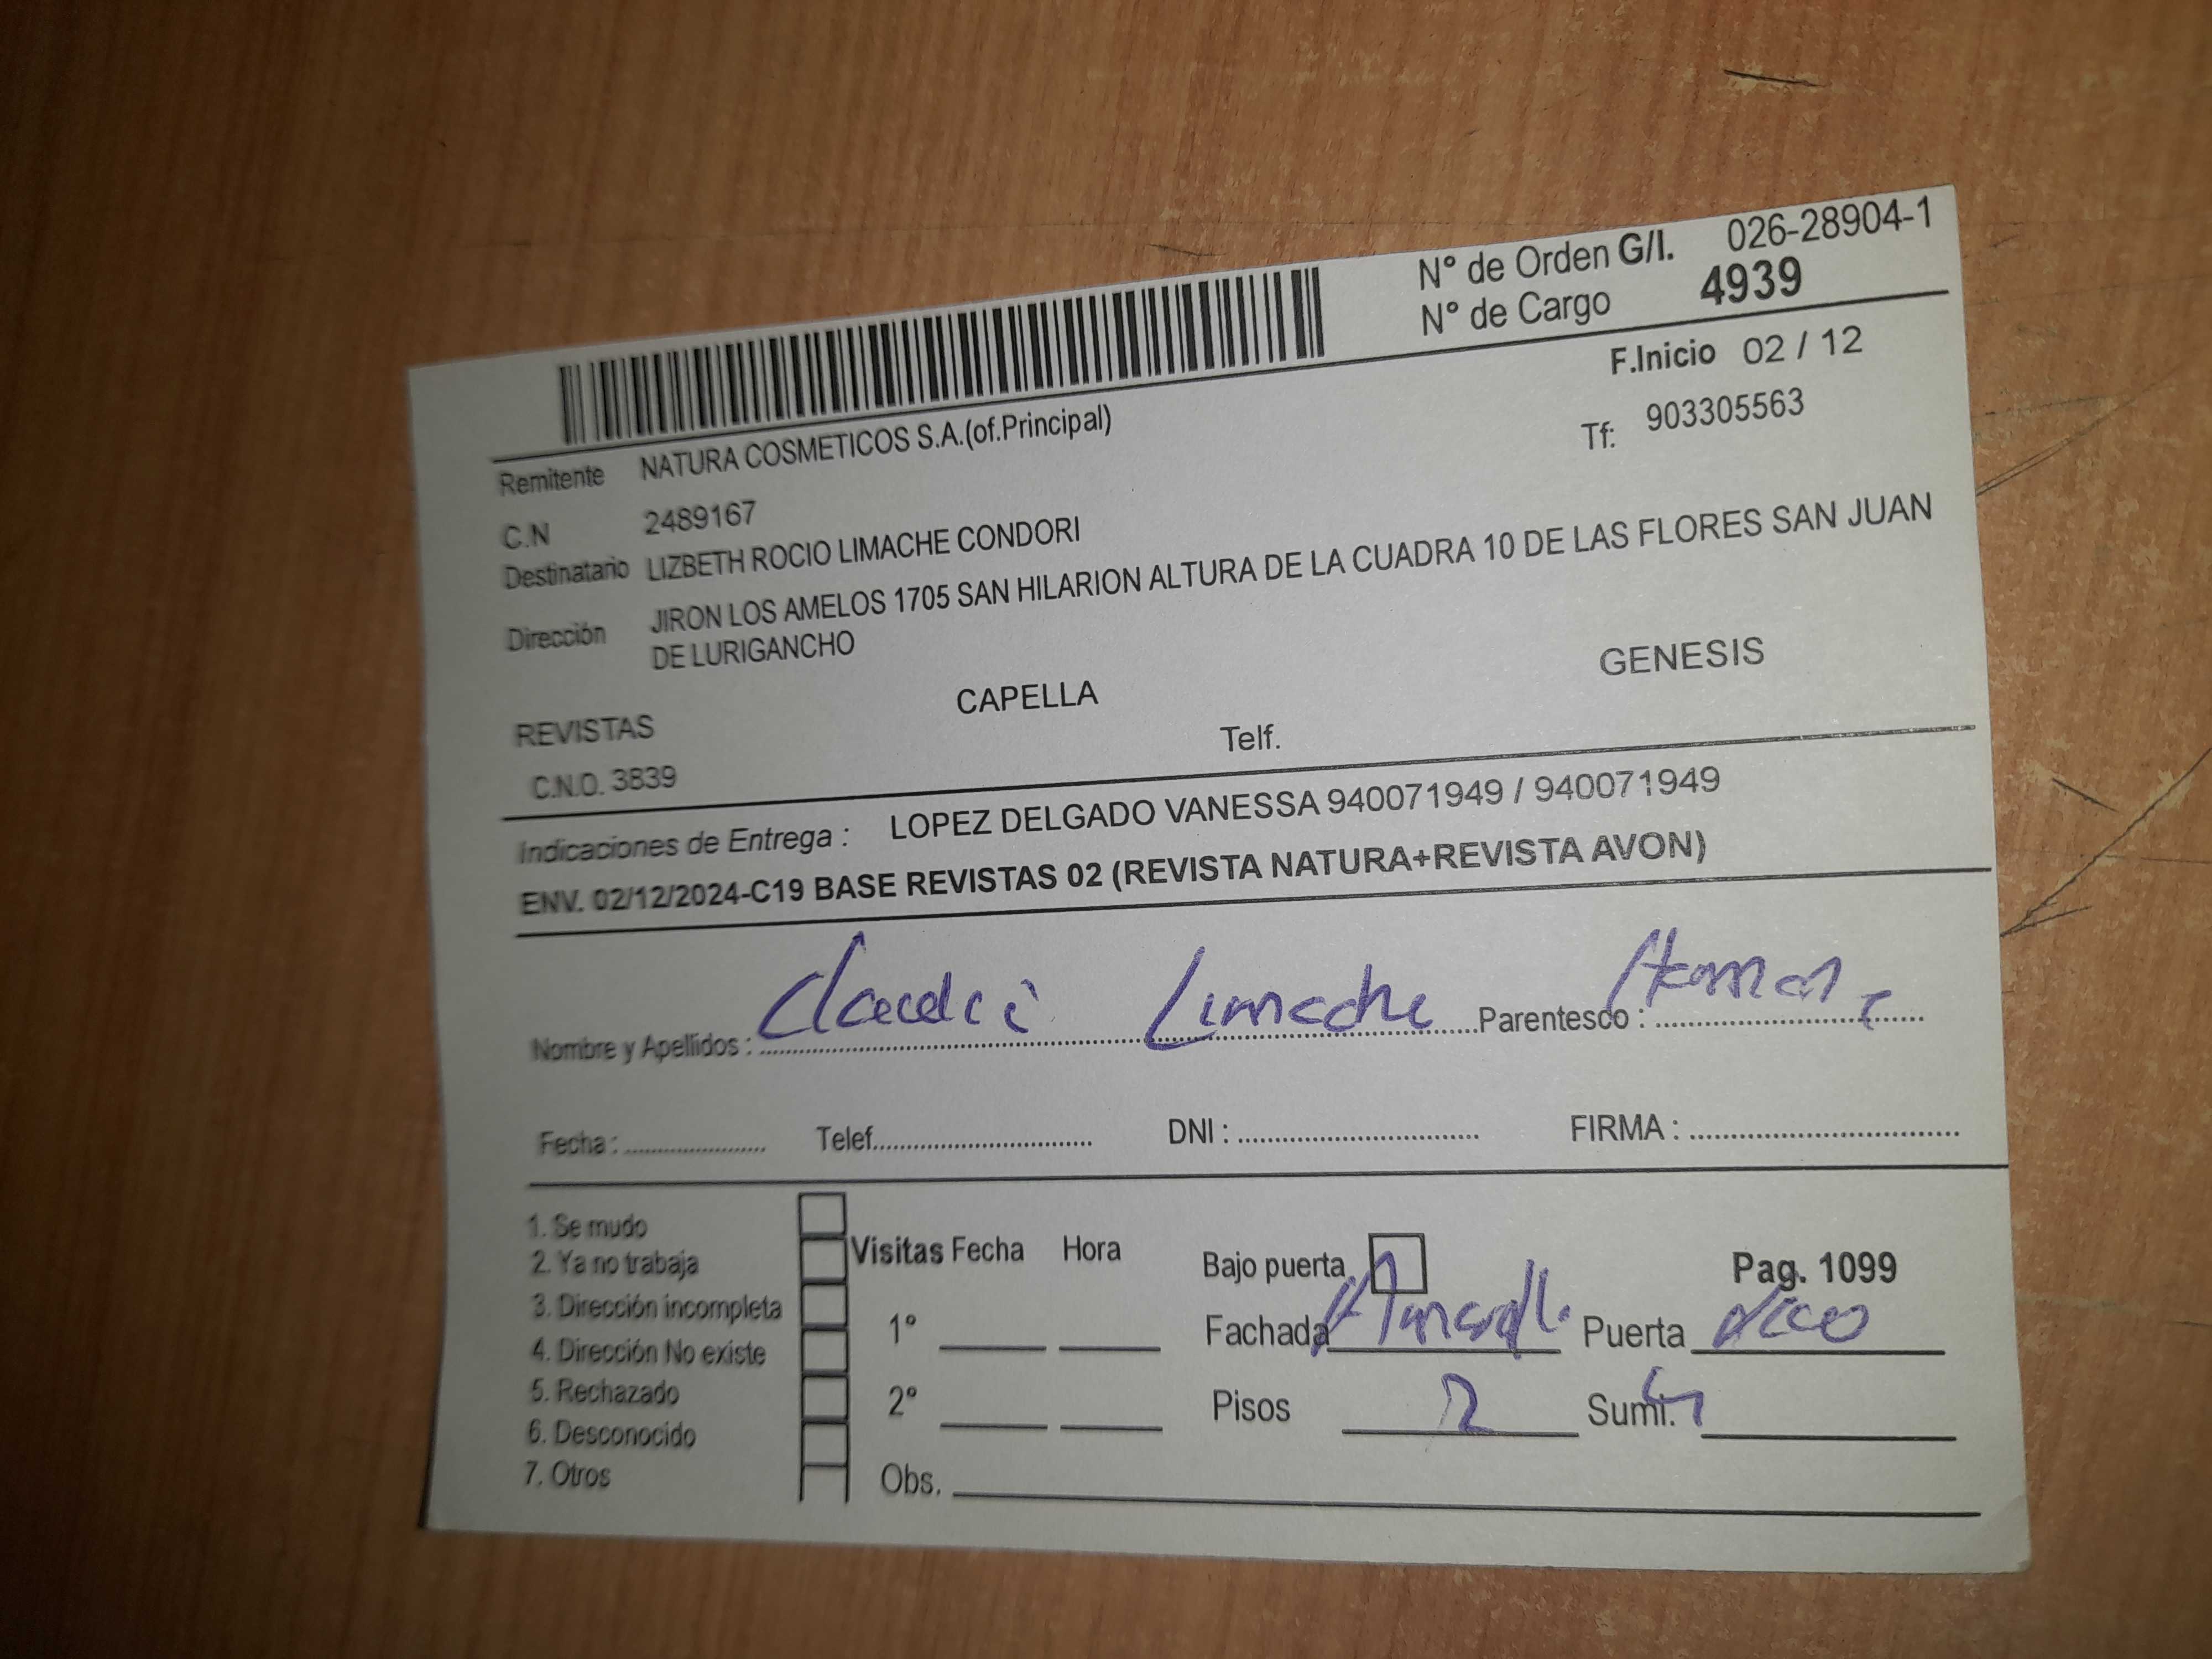 N° de Orden G/I. 026-28904-1
N° de Cargo 4939
F.Inicio 02 / 12
Remitente NATURA COSMETICOS S.A.(of.Principal) Tf: 903305563
C.N 2489167
Destinatario LIZBETH ROCIO LIMACHE CONDORI
Dirección JIRON LOS AMELOS 1705 SAN HILARION ALTURA DE LA CUADRA 10 DE LAS FLORES SAN JUAN
DE LURIGANCHO
REVISTAS CAPELLA GENESIS
C.N.O. 3839 Telf.
Indicaciones de Entrega : LOPEZ DELGADO VANESSA 940071949 / 940071949
ENV. 02/12/2024-C19 BASE REVISTAS 02 (REVISTA NATURA+REVISTA AVON)
Nombre y Apellidos : Limache Parentesco :
Fecha : Telef. DNI : FIRMA :
1. Se mudo
2. Ya no trabaja
3. Dirección incompleta
4. Dirección No existe
5. Rechazado
6. Desconocido
7. Otros
Visitas Fecha Hora
1°
2°
Obs.
Bajo puerta Pag. 1099
Fachada Puerta
Pisos 2 Sumi.